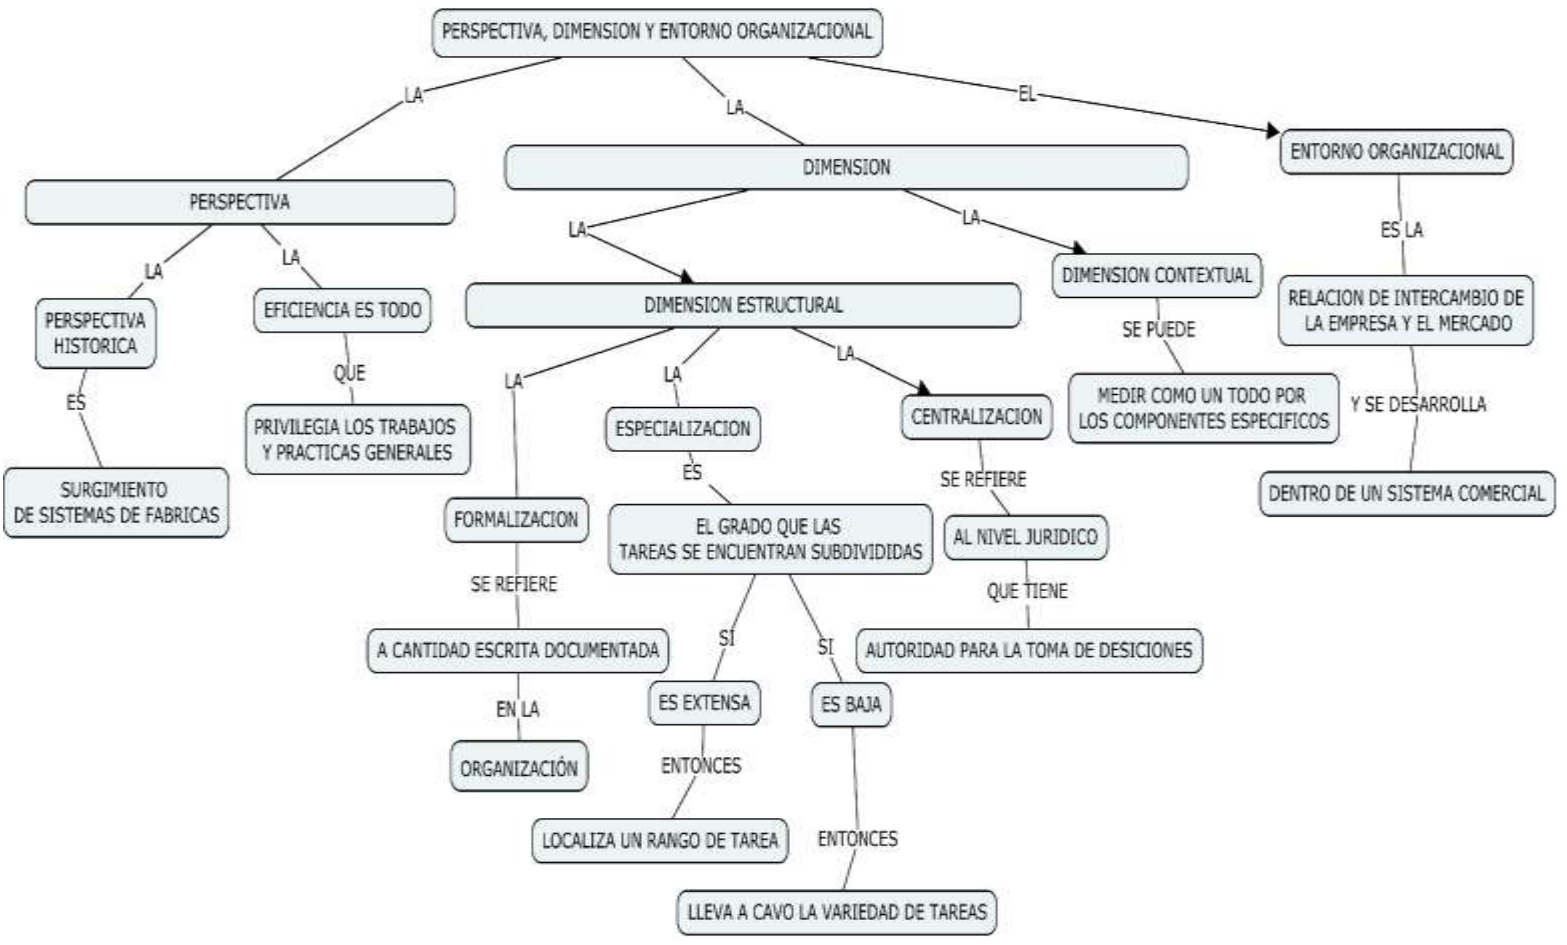 PERSPECTIVA, DIMENSION Y ENTORNO ORGANIZACIONAL
LA
LA
EL
PERSPECTIVA
DIMENSION
ENTORNO ORGANIZACIONAL
LA
LA
LA
LA
ES LA
PERSPECTIVA
HISTORICA
EFICIENCIA ES TODO
DIMENSION ESTRUCTURAL
DIMENSION CONTEXTUAL
RELACION DE INTERCAMBIO DE
LA EMPRESA Y EL MERCADO
ES
QUE
LA
LA
LA
SE PUEDE
Y SE DESARROLLA
SURGIMIENTO
DE SISTEMAS DE FABRICAS
PRIVILEGIA LOS TRABAJOS
Y PRACTICAS GENERALES
FORMALIZACION
ESPECIALIZACION
CENTRALIZACION
MEDIR COMO UN TODO POR
LOS COMPONENTES ESPECIFICOS
DENTRO DE UN SISTEMA COMERCIAL
SE REFIERE
ES
SE REFIERE
A CANTIDAD ESCRITA DOCUMENTADA
EL GRADO QUE LAS
TAREAS SE ENCUENTRAN SUBDIVIDIDAS
AL NIVEL JURIDICO
EN LA
SI
SI
QUE TIENE
ORGANIZACIÓN
ES EXTENSA
ES BAJA
AUTORIDAD PARA LA TOMA DE DESICIONES
ENTONCES
ENTONCES
LOCALIZA UN RANGO DE TAREA
LLEVA A CAVO LA VARIEDAD DE TAREAS